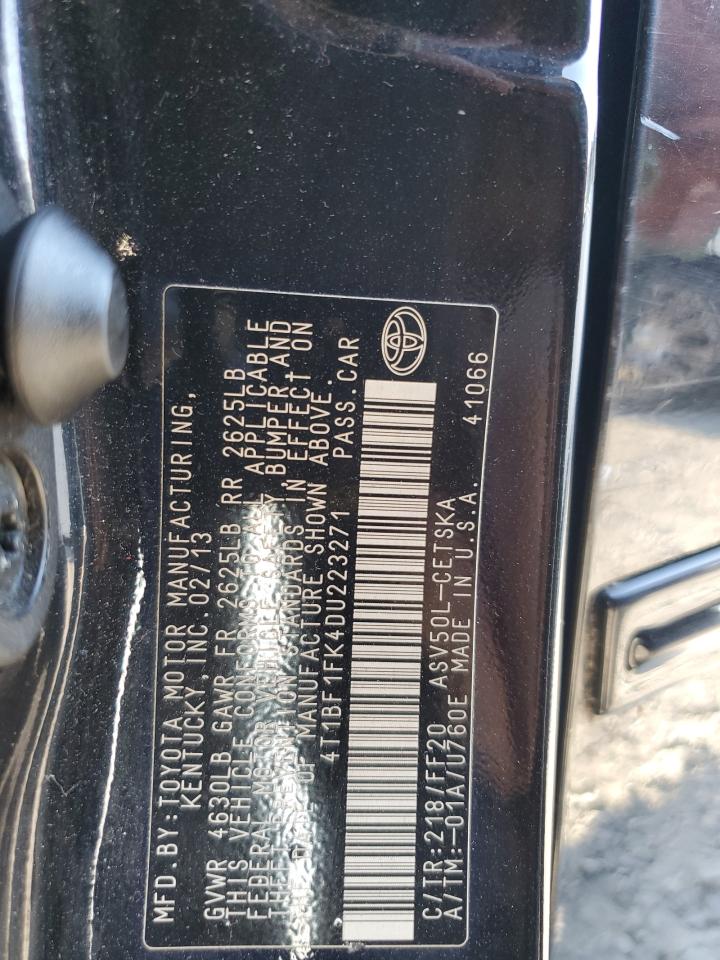 MFD.BY:TOYOTA MOTOR MANUFACTURING,
KENTUCKY,INC. 02/13
GVWR 4630LB GAWR FR 2625LB RR 2625LB
THIS VEHICLE CONFORMS TO ALL APPLICABLE
FEDERAL MOTOR VEHICLE SAFETY, BUMPER, AND
THEFT PREVENTION STANDARDS IN EFFECT ON
THE DATE OF MANUFACTURE SHOWN ABOVE.
4T1BF1FK4DU223271 PASS.CAR
C/TR:218/FF20 ASV50L-CETSKA
A/TM:-01A/U760E MADE IN U.S.A. 41066